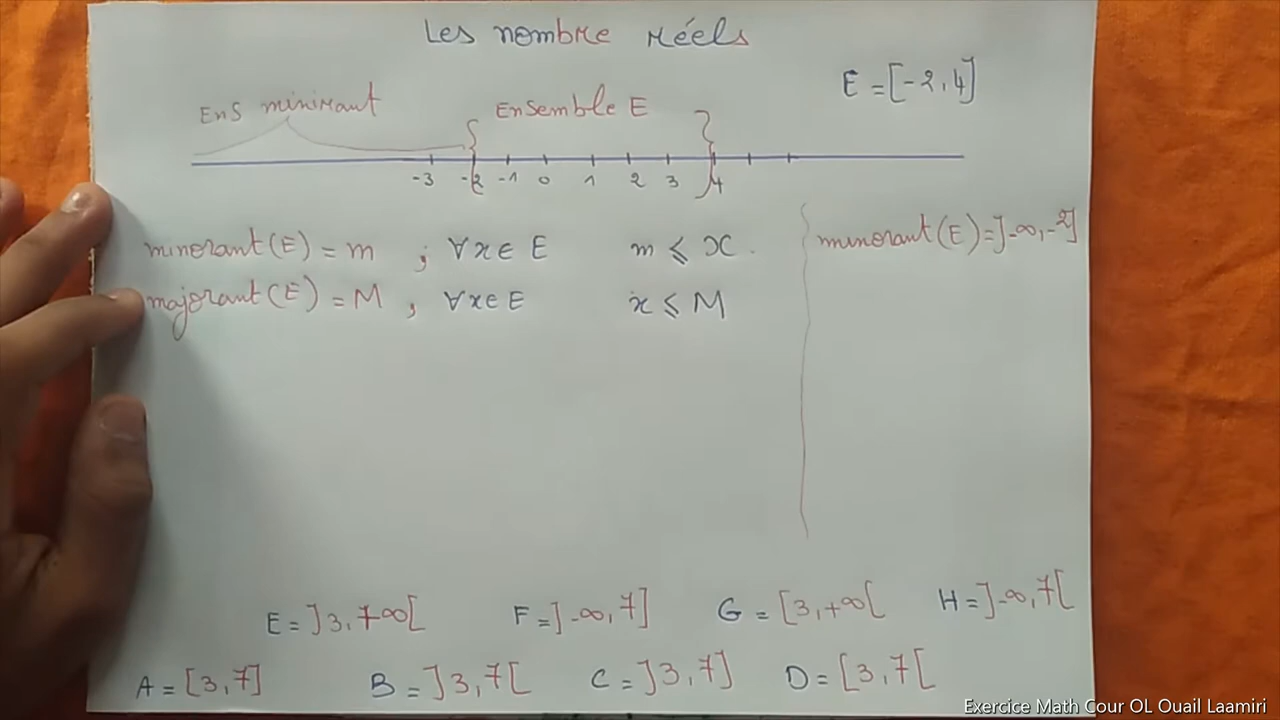 Les nombre réels
E = [-2, 4]
Ens minirant
Ensemble E
-3 -2 -1 0 1 2 3 4
minorant (E) = m ; ∀x∈E m ⩽ x.
minorant (E) = ]-∞, -2]
majorant (E) = M , ∀x∈E x ⩽ M
E = ]3, +∞[ F = ]-∞, 7] G = [3, +∞[ H = ]-∞, 7[
A = [3, 7] B = ]3, 7[ C = ]3, 7] D = [3, 7[
Exercice Math Cour OL Ouail Laamiri